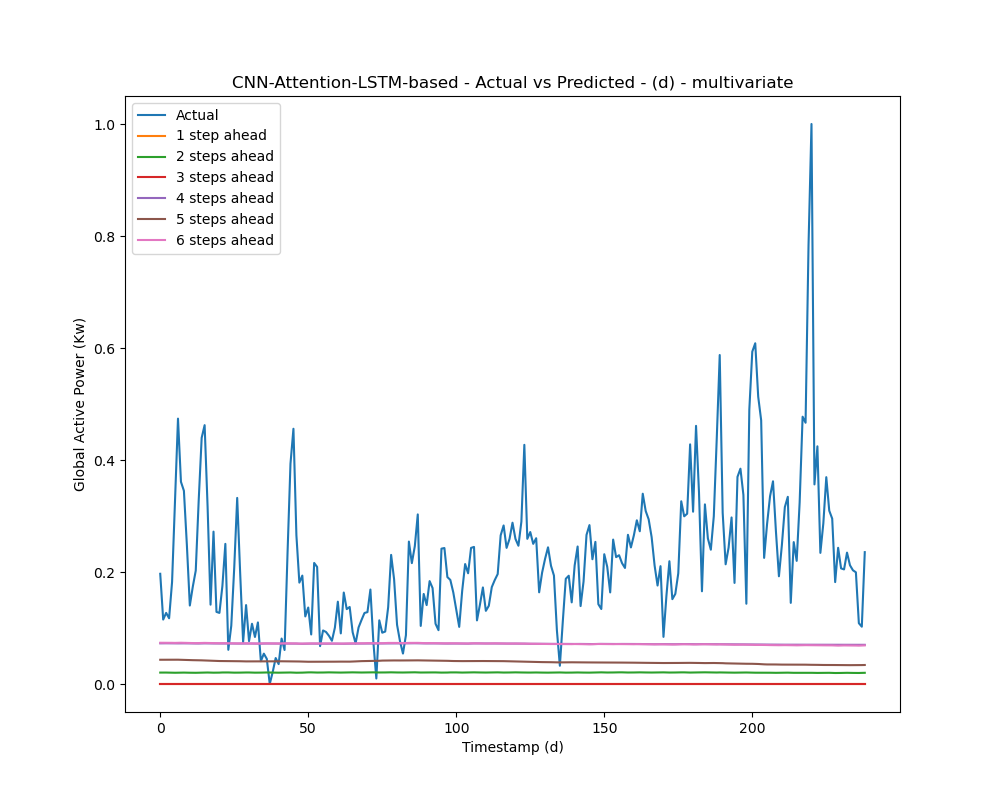 CNN-Attention-LSTM-based - Actual vs Predicted - (d) - multivariate
Actual
1 step ahead
2 steps ahead
3 steps ahead
4 steps ahead
5 steps ahead
6 steps ahead
1.0
0.8
0.6
0.4
0.2
0.0
Global Active Power (Kw)
0
50
100
150
200
Timestamp (d)